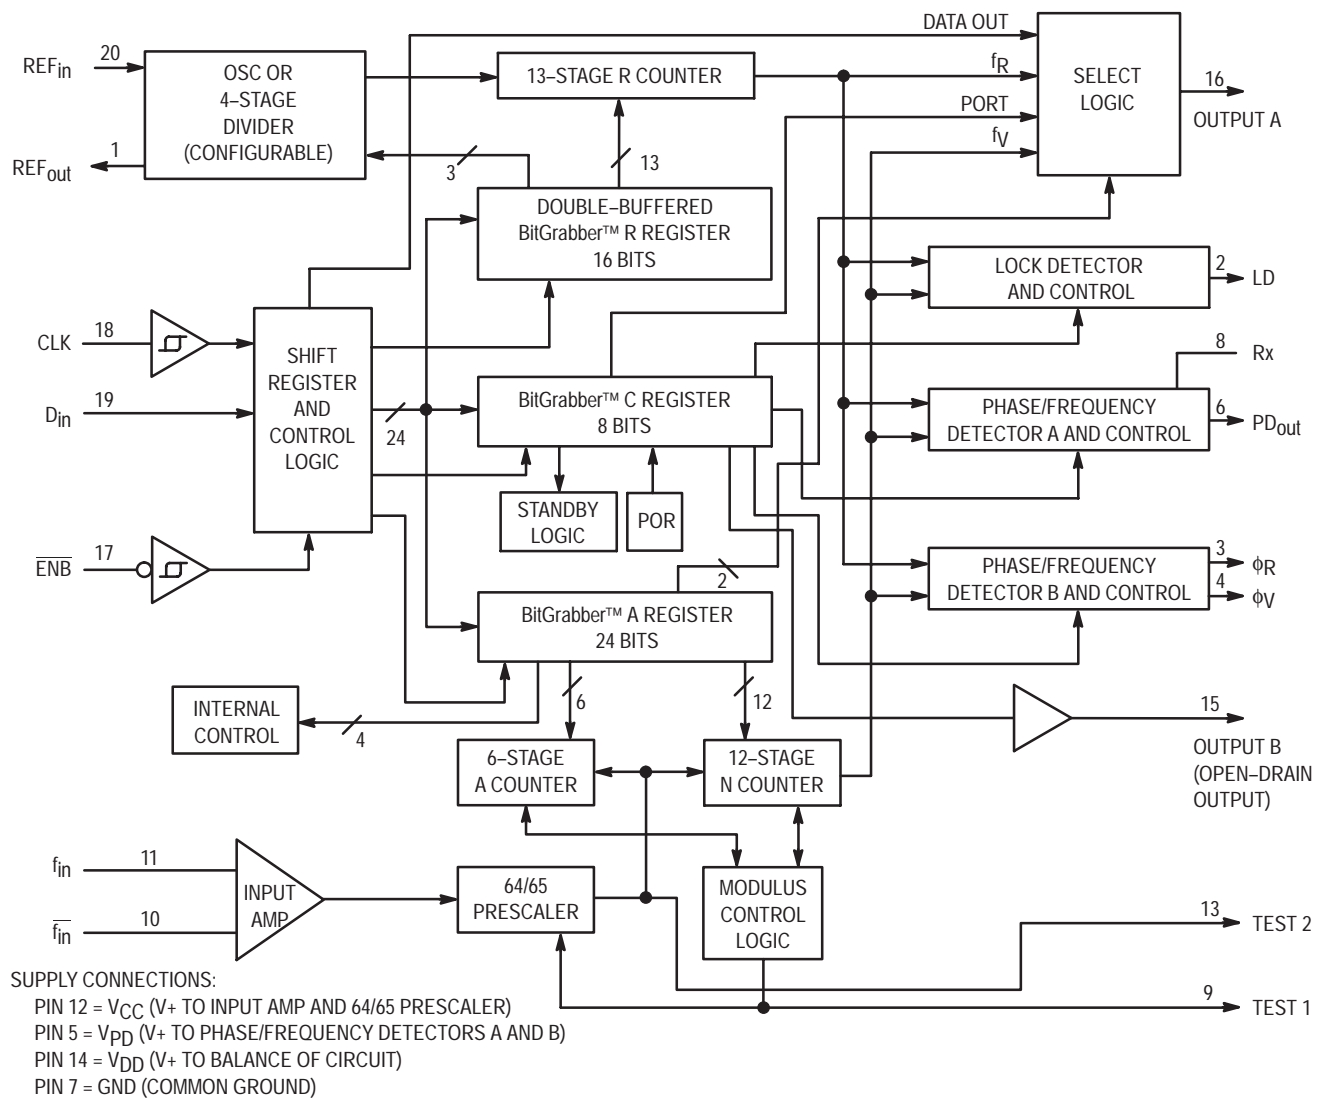 DATA OUT
REFin
20
OSC OR
4–STAGE
DIVIDER
(CONFIGURABLE)
13–STAGE R COUNTER
fR
SELECT
LOGIC
16
OUTPUT A
PORT
fV
REFout
1
3
13
DOUBLE–BUFFERED
BitGrabber™ R REGISTER
16 BITS
LOCK DETECTOR
AND CONTROL
2
LD
CLK
18
SHIFT
REGISTER
AND
CONTROL
LOGIC
8
Rx
Din
19
24
BitGrabber™ C REGISTER
8 BITS
PHASE/FREQUENCY
DETECTOR A AND CONTROL
6
PDout
STANDBY
LOGIC
POR
ENB
17
2
PHASE/FREQUENCY
DETECTOR B AND CONTROL
3
ϕR
4
ϕV
BitGrabber™ A REGISTER
24 BITS
INTERNAL
CONTROL
4
6
12
15
OUTPUT B
(OPEN–DRAIN
OUTPUT)
6–STAGE
A COUNTER
12–STAGE
N COUNTER
fin
11
INPUT
AMP
64/65
PRESCALER
MODULUS
CONTROL
LOGIC
fin
10
13
TEST 2
9
TEST 1
SUPPLY CONNECTIONS:
PIN 12 = VCC (V+ TO INPUT AMP AND 64/65 PRESCALER)
PIN 5 = VPD (V+ TO PHASE/FREQUENCY DETECTORS A AND B)
PIN 14 = VDD (V+ TO BALANCE OF CIRCUIT)
PIN 7 = GND (COMMON GROUND)